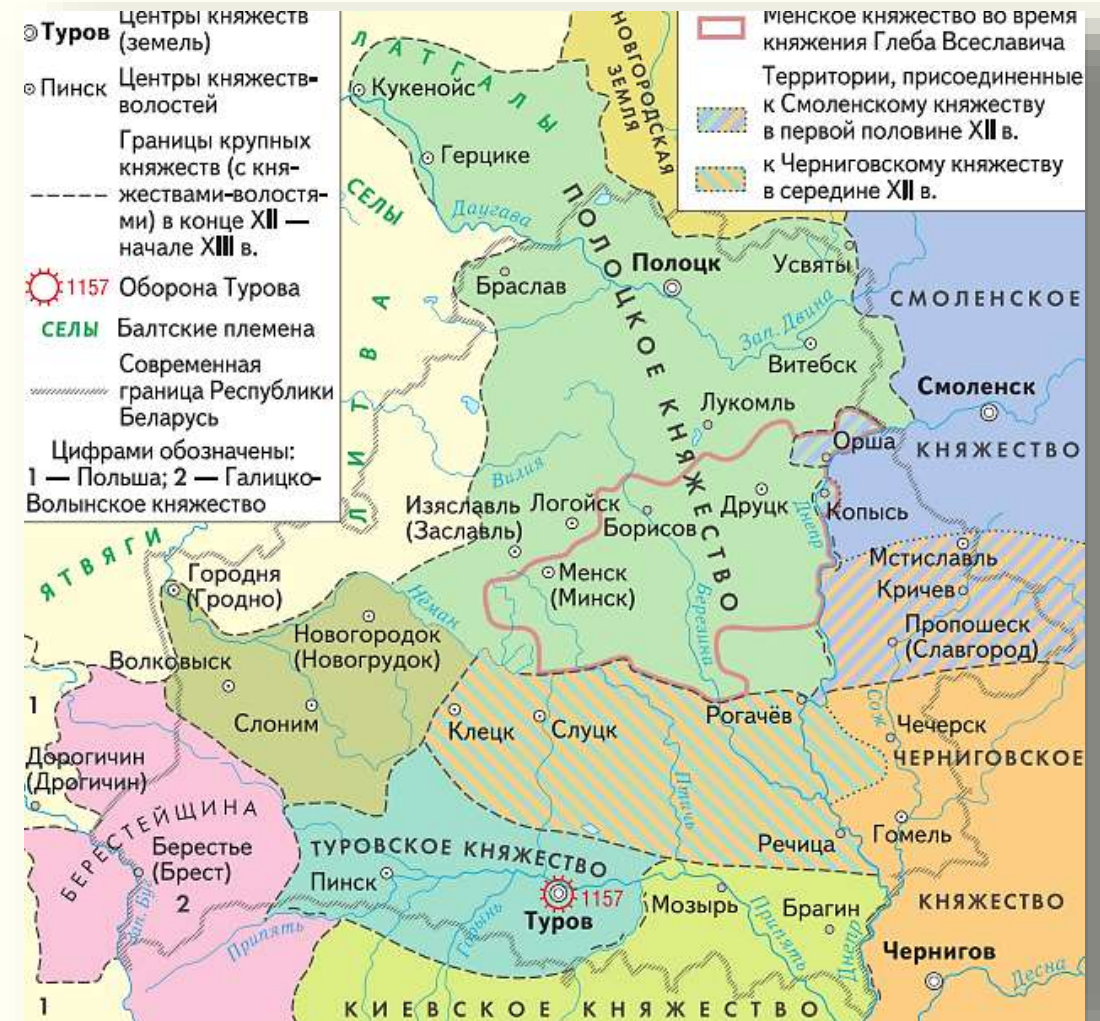 Центры княжеств
Туров
(земель)
Пинск
Центры княжеств-
волостей
Границы крупных
княжеств (с кня-
жествами-волостя-
ми) в конце XII —
начале XIII в.
1157 Оборона Турова
СЕЛЫ Балтские племена
Современная
граница Республики
Беларусь
Цифрами обозначены:
1 — Польша; 2 — Галицко-
Волынское княжество
Менское княжество во время
княжения Глеба Всеславича
Территории, присоединенные
к Смоленскому княжеству
в первой половине XII в.
к Черниговскому княжеству
в середине XII в.
ЛАТГАЛЫ
НОВГОРОДСКАЯ
ЗЕМЛЯ
Кукенойс
Герцике
СЕЛЫ
Даугава
ПОЛОЦКОЕ КНЯЖЕСТВО
Полоцк
Усвяты
Браслав
СМОЛЕНСКОЕ
КНЯЖЕСТВО
Зап. Двина
Витебск
ЛИТВА
Смоленск
Лукомль
Орша
Вилия
Изяславль
(Заславль)
Логойск
Борисов
Друцк
Днепр
Копысь
ЯТВЯГИ
Мстиславль
Городня
(Гродно)
Менск
(Минск)
Кричев
Неман
Березина
Новогородок
(Новогрудок)
Пропошеск
(Славгород)
Волковыск
1
Слоним
Клецк
Слуцк
Рогачёв
Сож
Чечерск
ЧЕРНИГОВСКОЕ
КНЯЖЕСТВО
Дорогичин
(Дрогичин)
Птичь
БЕРЕСТЕЙЩИНА
Берестье
(Брест)
2
ТУРОВСКОЕ КНЯЖЕСТВО
Речица
Гомель
Пинск
1157
Туров
Мозырь
Брагин
Зап. Буг
Припять
Горынь
Припять
Днепр
Чернигов
Десна
1
КИЕВСКОЕ КНЯЖЕСТВО